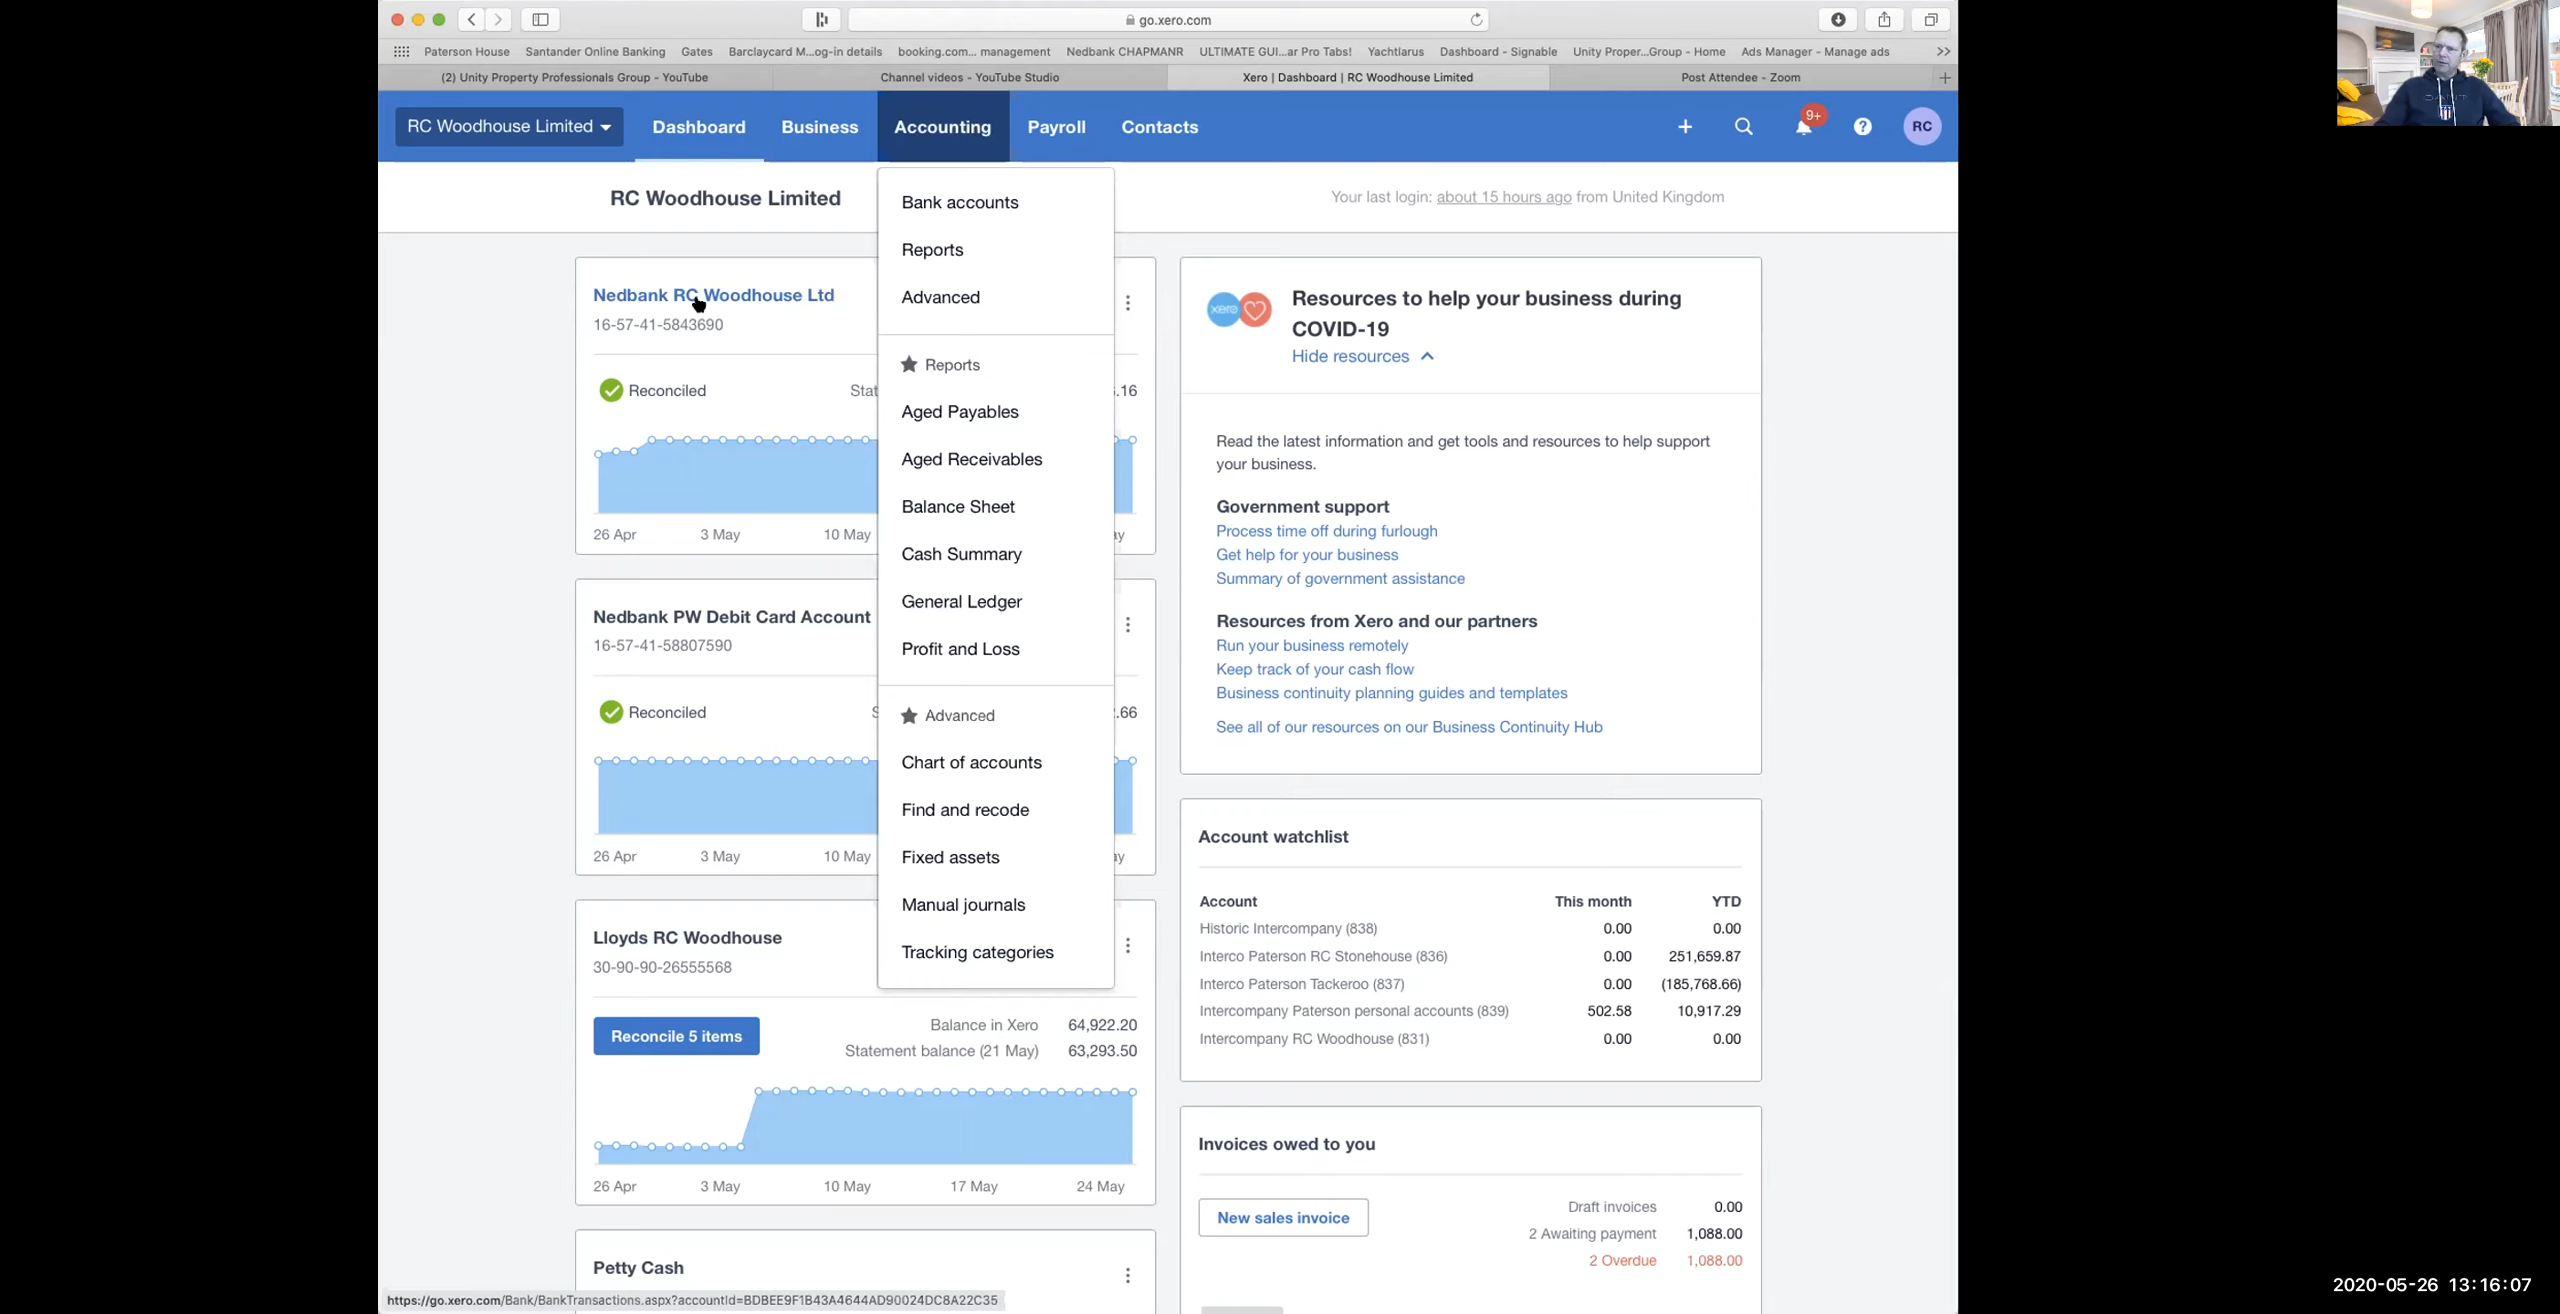 go.xero.com
Paterson House Santander Online Banking Gates Barclaycard M...og-in details booking.com... management Nedbank CHAPMANR ULTIMATE GUI...ar Pro Tabs! Yachtlarus Dashboard - Signable Unity Proper...Group - Home Ads Manager - Manage ads >>
(2) Unity Property Professionals Group - YouTube Channel videos - YouTube Studio Xero | Dashboard | RC Woodhouse Limited Post Attendee - Zoom
RC Woodhouse Limited Dashboard Business Accounting Payroll Contacts 9+ RC
RC Woodhouse Limited
Your last login: about 15 hours ago from United Kingdom
Bank accounts
Reports
Advanced
Reports
Aged Payables
Aged Receivables
Balance Sheet
Cash Summary
General Ledger
Profit and Loss
Advanced
Chart of accounts
Find and recode
Fixed assets
Manual journals
Tracking categories
Nedbank RC Woodhouse Ltd
16-57-41-5843690
Reconciled Stat .16
26 Apr 3 May 10 May ay
Nedbank PW Debit Card Account
16-57-41-58807590
Reconciled S .66
26 Apr 3 May 10 May ay
Lloyds RC Woodhouse
30-90-90-26555568
Reconcile 5 items
Balance in Xero 64,922.20
Statement balance (21 May) 63,293.50
26 Apr 3 May 10 May 17 May 24 May
Petty Cash
xero
Resources to help your business during
COVID-19
Hide resources
Read the latest information and get tools and resources to help support
your business.
Government support
Process time off during furlough
Get help for your business
Summary of government assistance
Resources from Xero and our partners
Run your business remotely
Keep track of your cash flow
Business continuity planning guides and templates
See all of our resources on our Business Continuity Hub
Account watchlist
Account This month YTD
Historic Intercompany (838) 0.00 0.00
Interco Paterson RC Stonehouse (836) 0.00 251,659.87
Interco Paterson Tackeroo (837) 0.00 (185,768.66)
Intercompany Paterson personal accounts (839) 502.58 10,917.29
Intercompany RC Woodhouse (831) 0.00 0.00
Invoices owed to you
New sales invoice
Draft invoices 0.00
2 Awaiting payment 1,088.00
2 Overdue 1,088.00
https://go.xero.com/Bank/BankTransactions.aspx?accountId=BDBEE9F1B43A4644AD90024DC8A22C35
2020-05-26 13:16:07